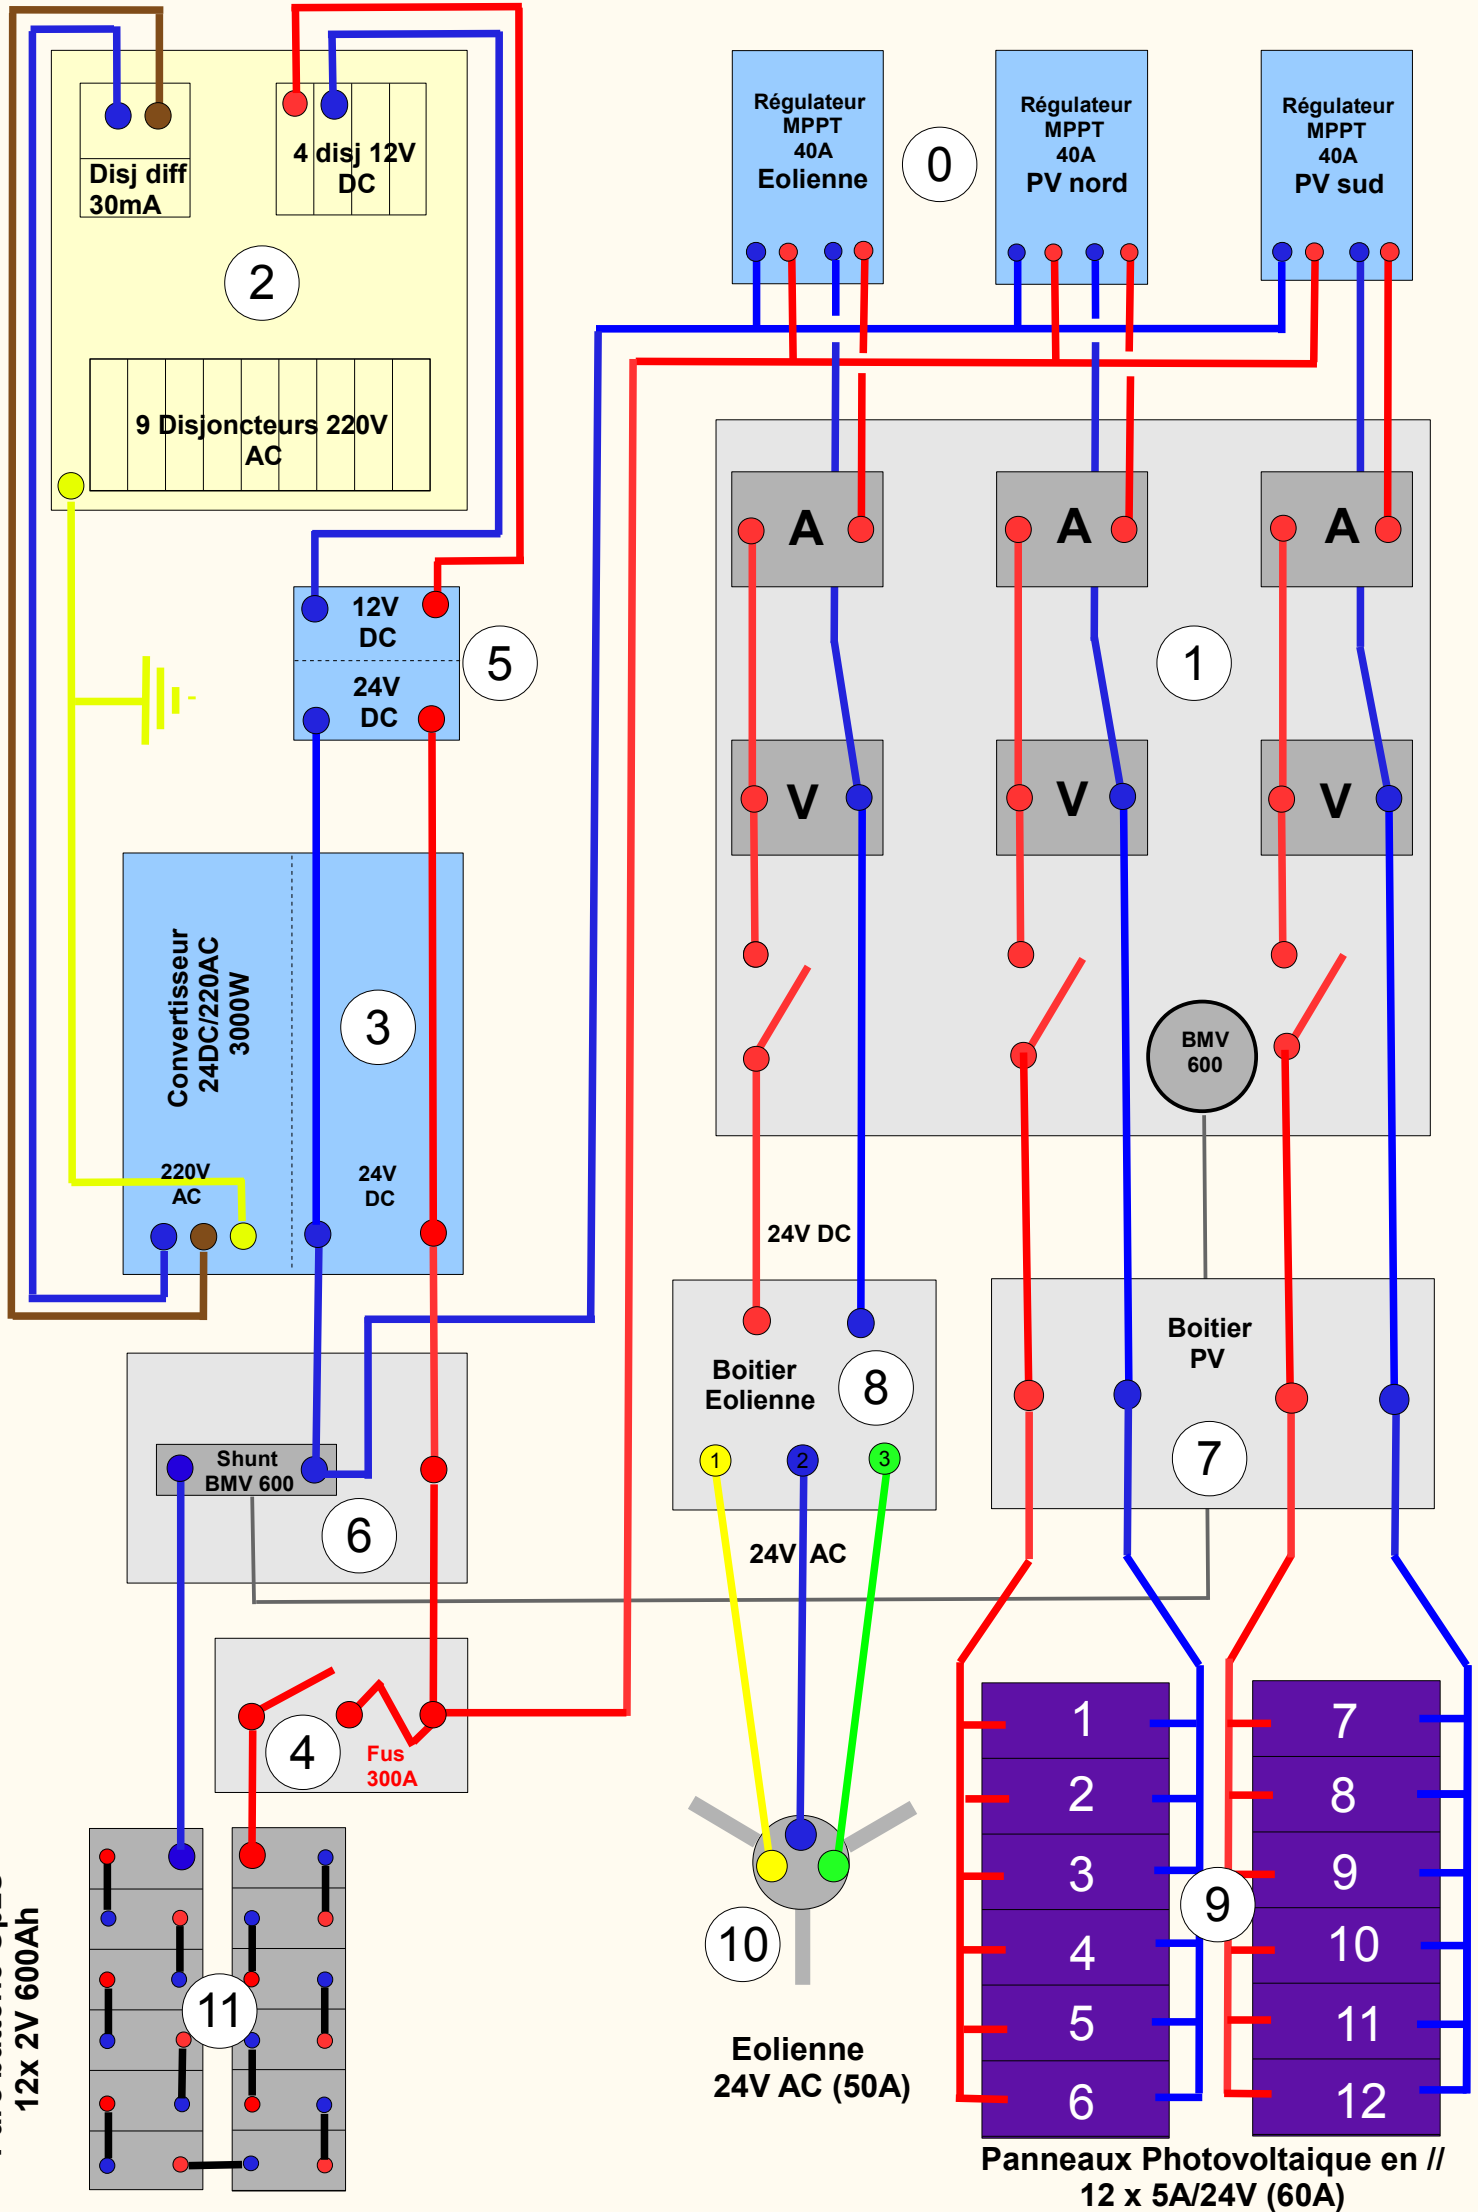 Disj diff
30mA
4 disj 12V
DC
2
9 Disjoncteurs 220V
AC
Régulateur
MPPT
40A
Eolienne
0
Régulateur
MPPT
40A
PV nord
Régulateur
MPPT
40A
PV sud
A
A
A
1
V
V
V
12V
DC
24V
DC
5
Convertisseur
24DC/220AC
3000W
3
220V
AC
24V
DC
BMV
600
24V DC
Boitier
Eolienne
8
1
2
3
24V AC
Boitier
PV
7
Shunt
BMV 600
6
4
Fus
300A
12x 2V 600Ah
11
10
Eolienne
24V AC (50A)
1
2
3
4
5
6
9
7
8
9
10
11
12
Panneaux Photovoltaique en //
12 x 5A/24V (60A)